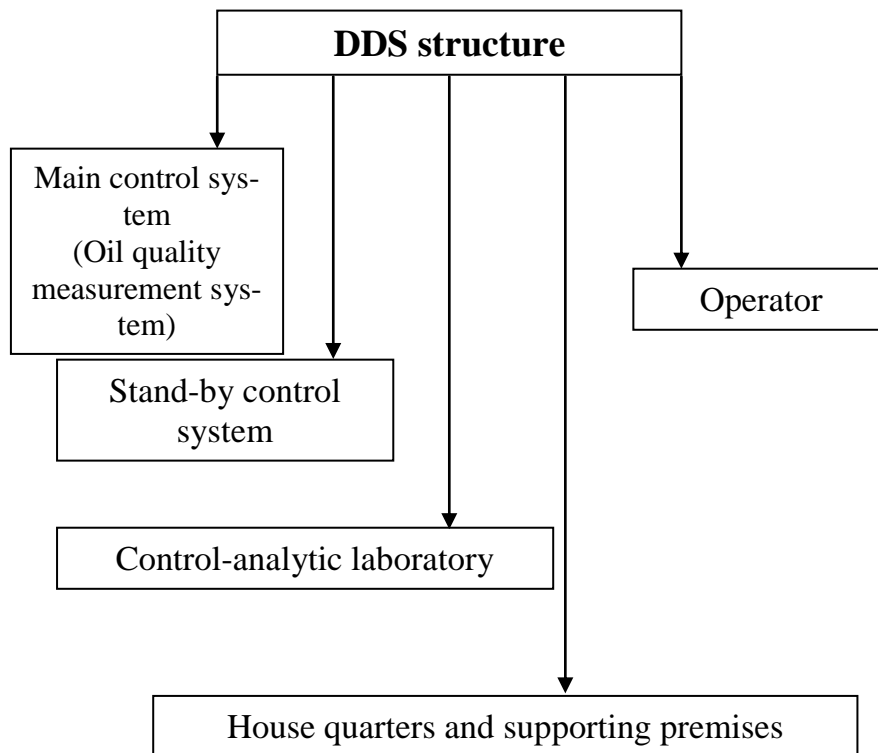 DDS structure
Main control sys-
tem
(Oil quality
measurement sys-
tem)
Operator
Stand-by control
system
Control-analytic laboratory
House quarters and supporting premises